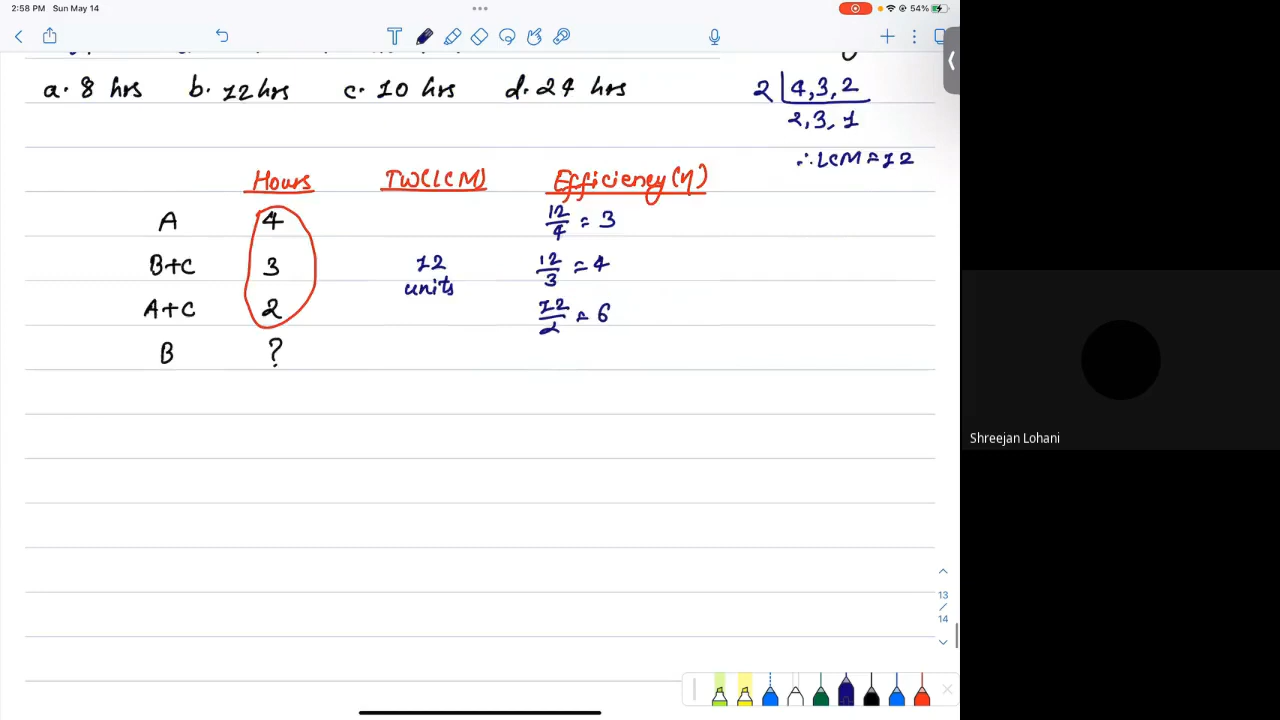 2:58 PM Sun May 14
54%
T
a. 8 hrs b. 12 hrs c. 10 hrs d. 24 hrs
2 4, 3, 2
2, 3, 1
∴ LCM = 12
Hours TW(LCM) Efficiency(η)
A 4 12/4 = 3
B+C 3 12 units 12/3 = 4
A+C 2 12/2 = 6
B ?
Shreejan Lohani
13
/
14